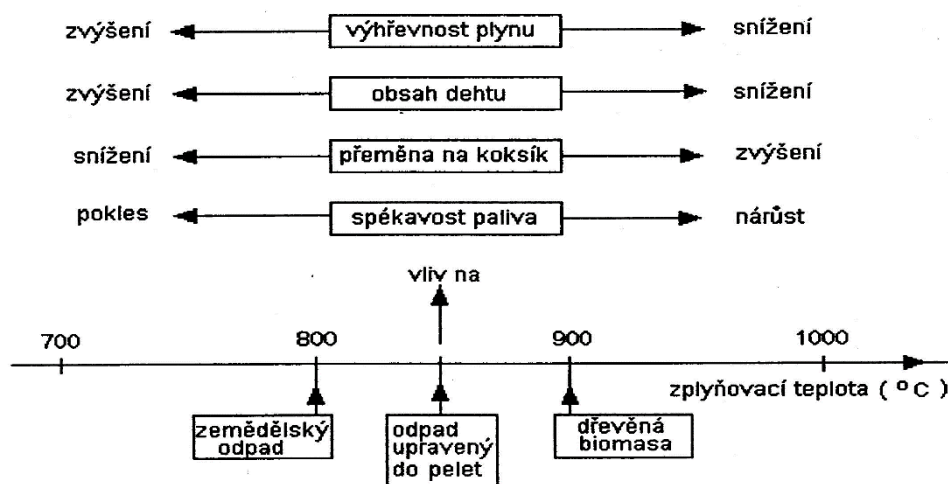 zvýšení výhřevnost plynu snížení
zvýšení obsah dehtu snížení
snížení přeměna na koksík zvýšení
pokles spékavost paliva nárůst
vliv na
700 800 900 1000
zplyňovací teplota ( °C )
zemědělský
odpad
odpad
upravený
do pelet
dřevěná
biomasa